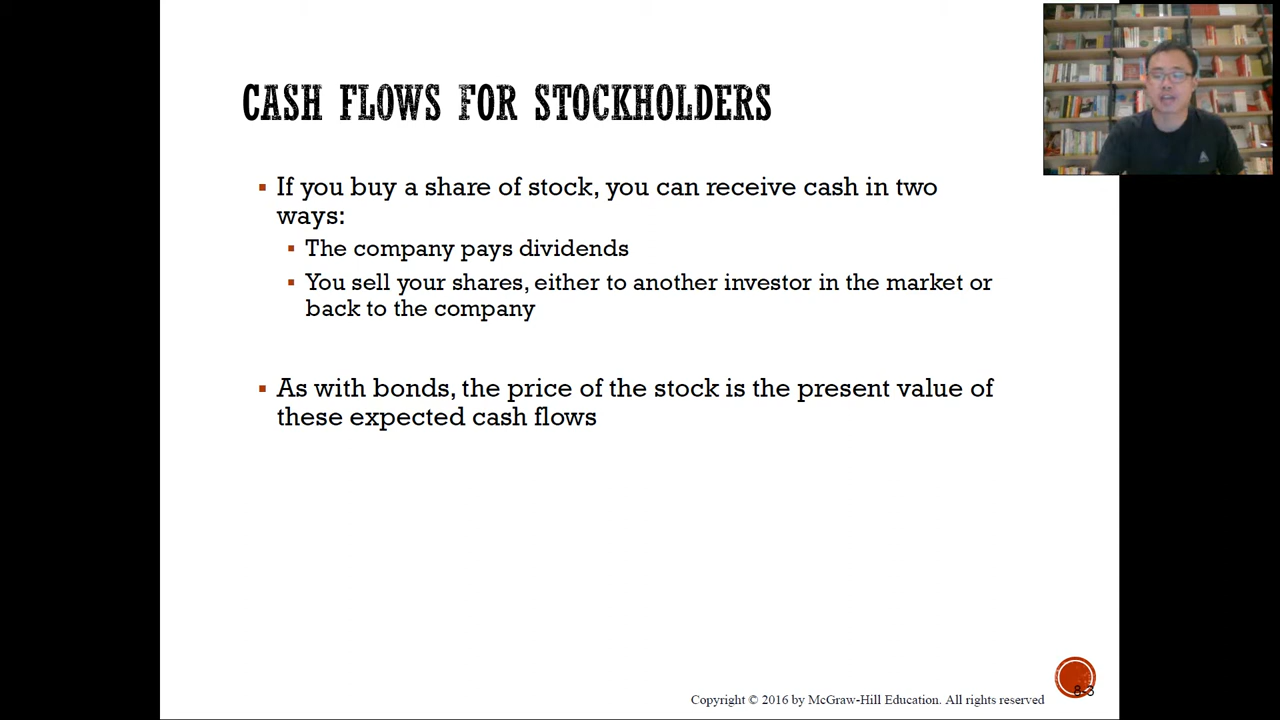 CASH FLOWS FOR STOCKHOLDERS
▪ If you buy a share of stock, you can receive cash in two
ways:
▪ The company pays dividends
▪ You sell your shares, either to another investor in the market or
back to the company
▪ As with bonds, the price of the stock is the present value of
these expected cash flows
8-3
Copyright © 2016 by McGraw-Hill Education. All rights reserved